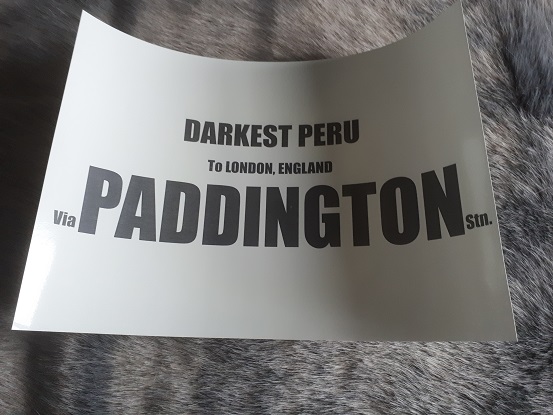 DARKEST PERU
To LONDON, ENGLAND
Via PADDINGTON Stn.